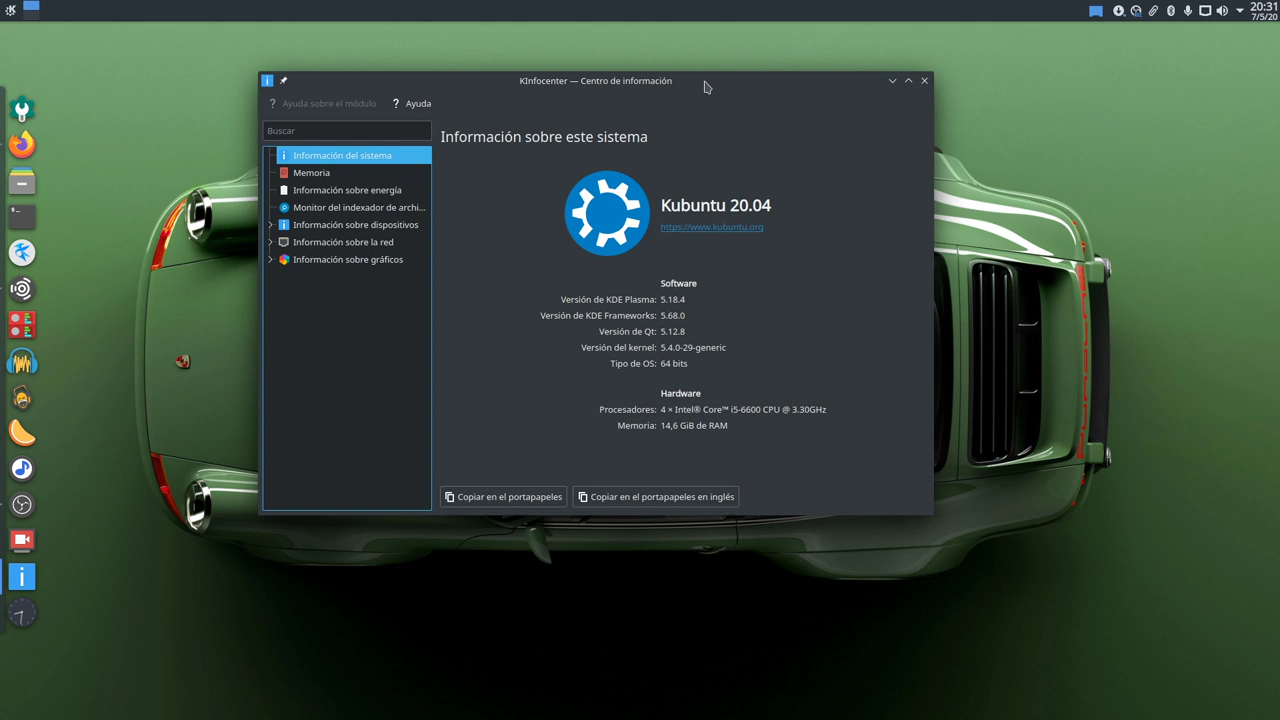 20:31
7/5/20
KInfocenter — Centro de información
Ayuda sobre el módulo
Ayuda
Buscar
Información del sistema
Memoria
Información sobre energía
Monitor del indexador de archi...
Información sobre dispositivos
Información sobre la red
Información sobre gráficos
Información sobre este sistema
Kubuntu 20.04
https://www.kubuntu.org
Software
Versión de KDE Plasma: 5.18.4
Versión de KDE Frameworks: 5.68.0
Versión de Qt: 5.12.8
Versión del kernel: 5.4.0-29-generic
Tipo de OS: 64 bits
Hardware
Procesadores: 4 × Intel® Core™ i5-6600 CPU @ 3.30GHz
Memoria: 14,6 GiB de RAM
Copiar en el portapapeles
Copiar en el portapapeles en inglés